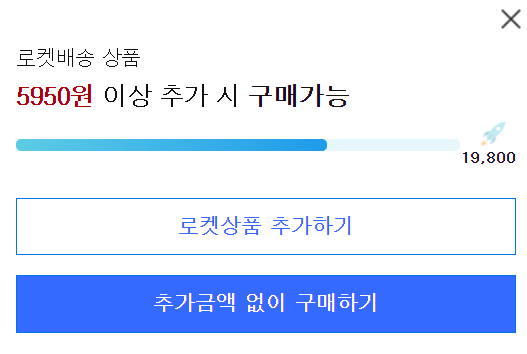 로켓배송 상품
5950원 이상 추가 시 구매가능
19,800
로켓상품 추가하기
추가금액 없이 구매하기